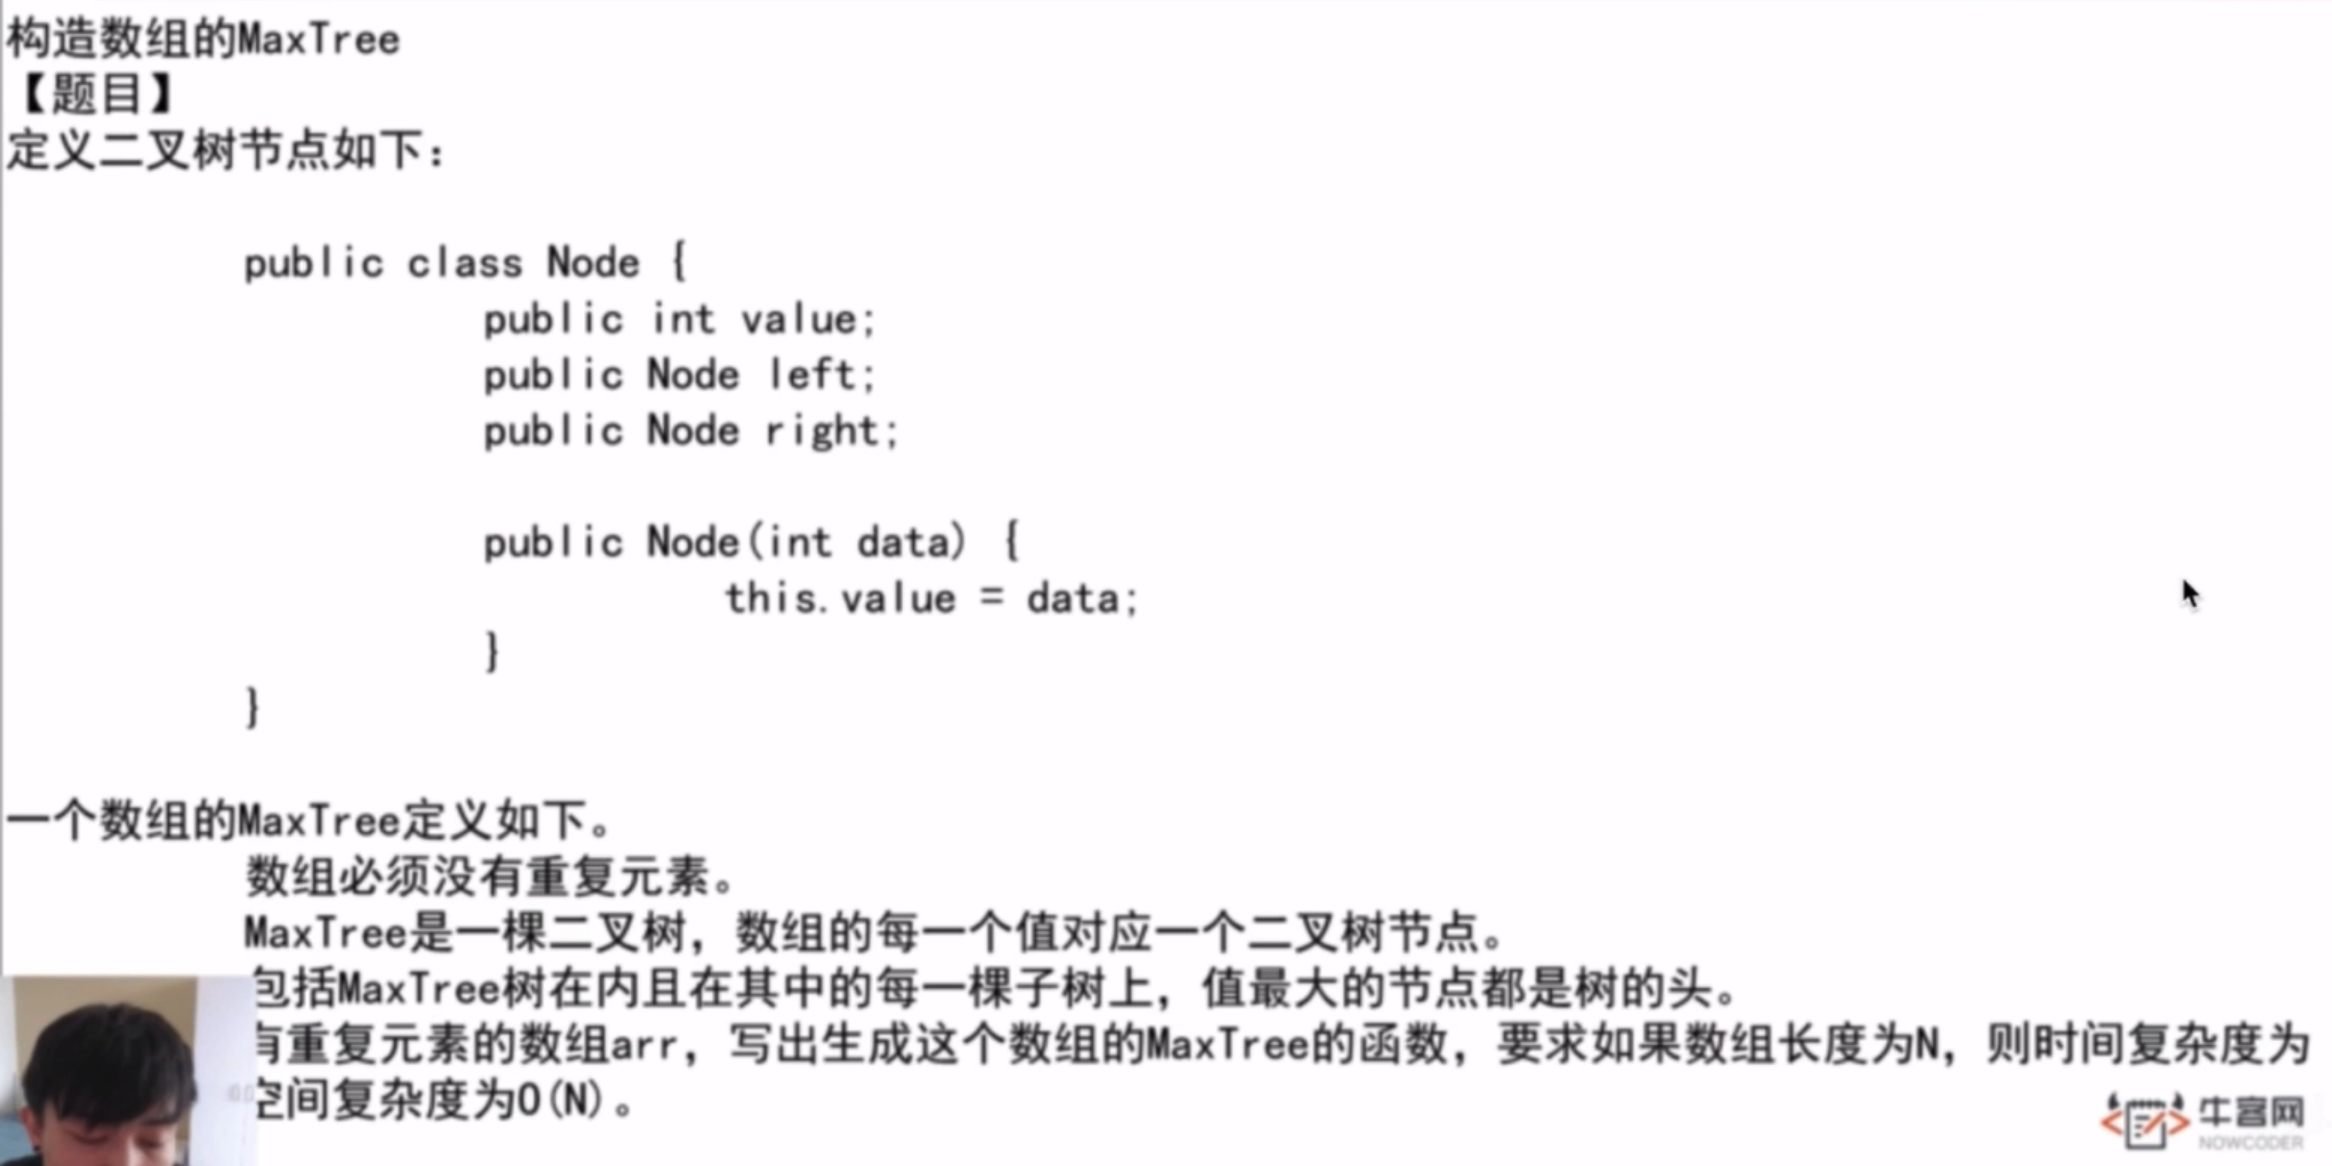 构造数组的MaxTree
【题目】
定义二叉树节点如下：
public class Node {
public int value;
public Node left;
public Node right;
public Node(int data) {
this.value = data;
}
}
一个数组的MaxTree定义如下。
数组必须没有重复元素。
MaxTree是一棵二叉树，数组的每一个值对应一个二叉树节点。
包括MaxTree树在内且在其中的每一棵子树上，值最大的节点都是树的头。
有重复元素的数组arr，写出生成这个数组的MaxTree的函数，要求如果数组长度为N，则时间复杂度为
空间复杂度为O(N)。
牛客网
NOWCODER